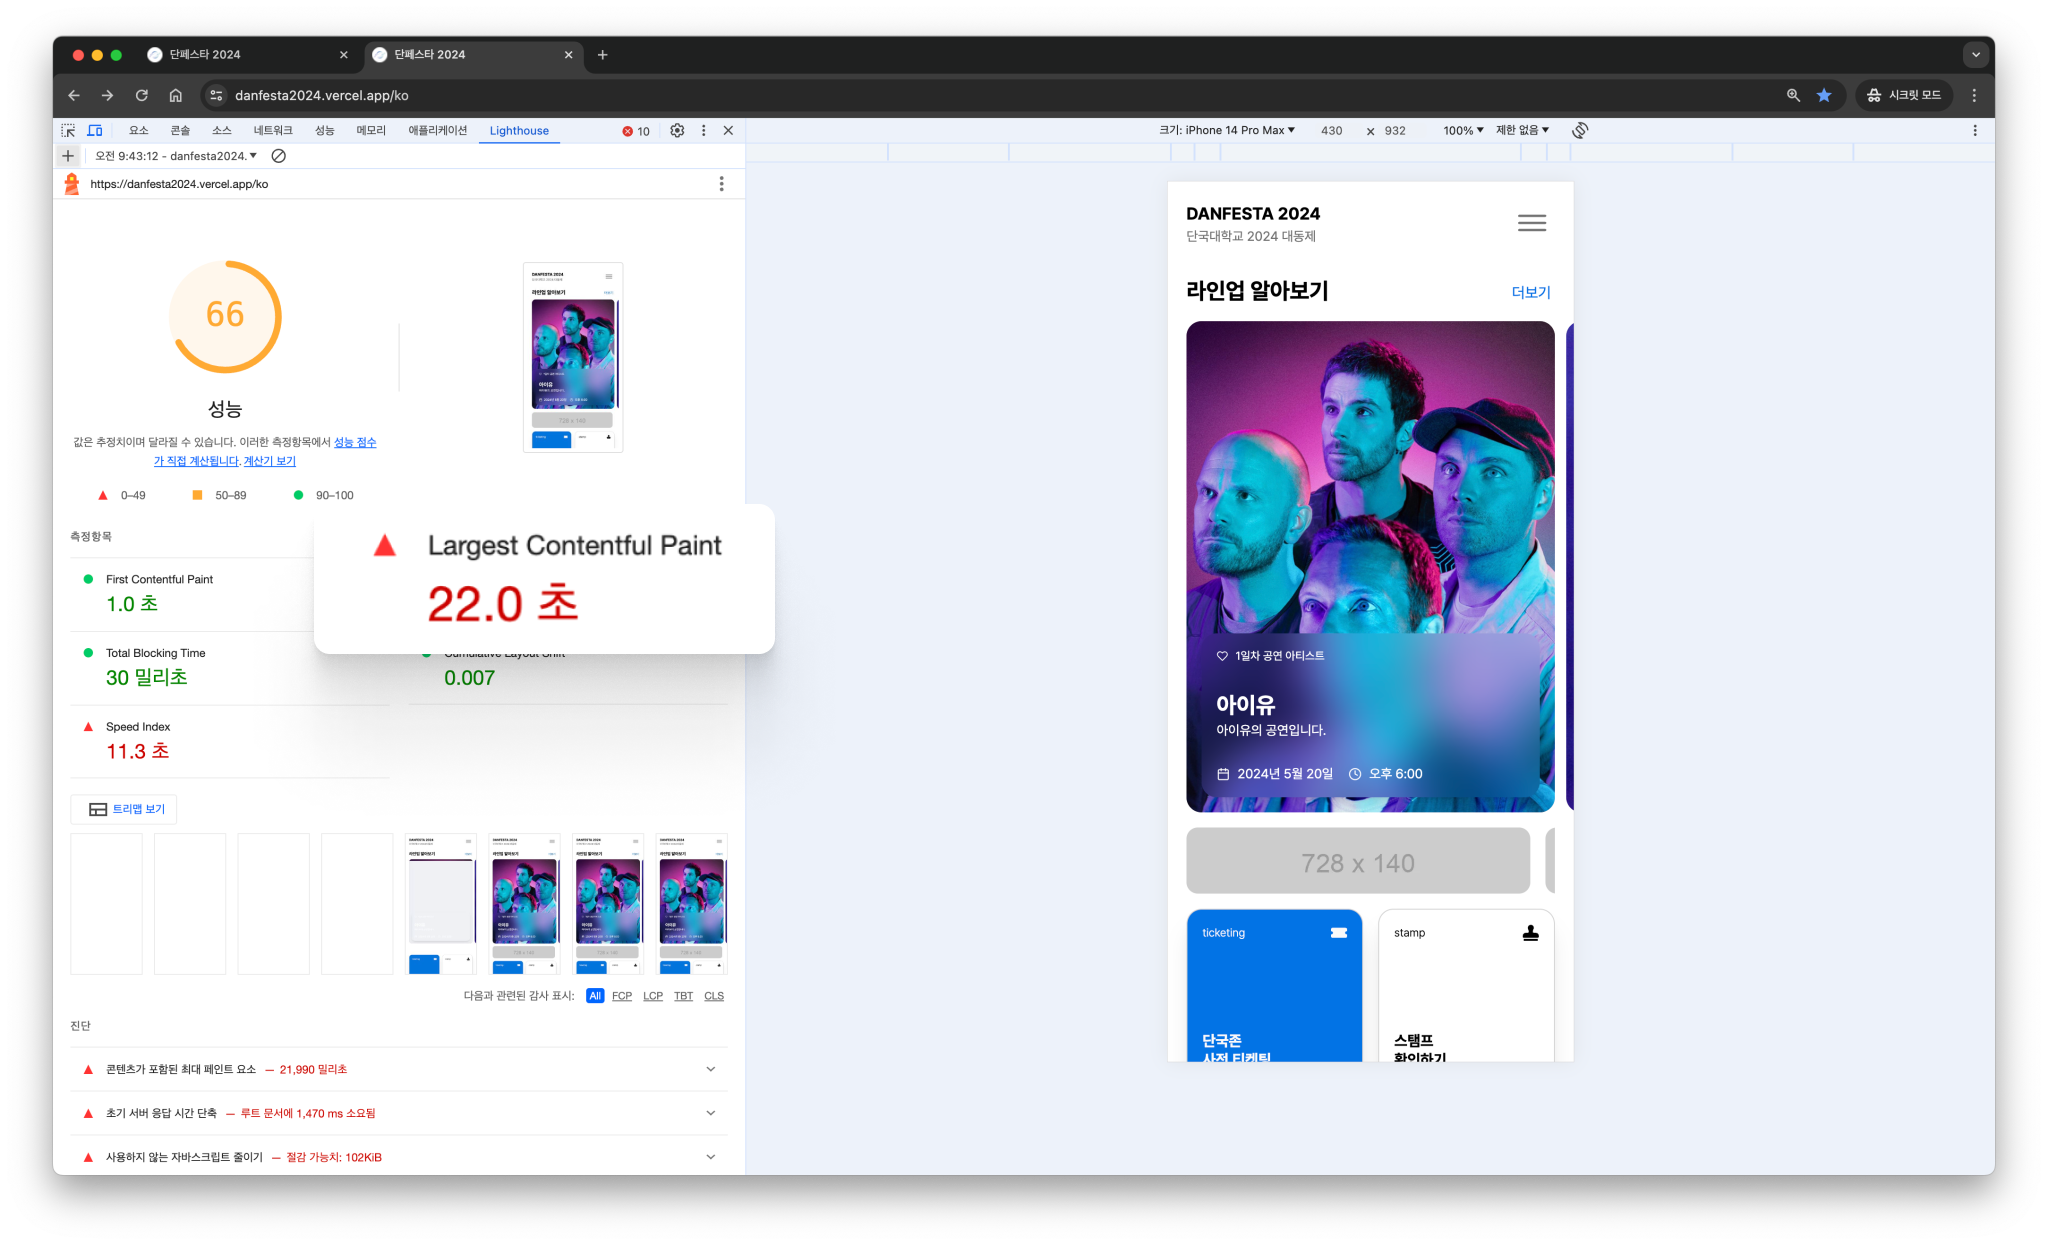 단페스타 2024
단페스타 2024
danfesta2024.vercel.app/ko
시크릿 모드
요소 콘솔 소스 네트워크 성능 메모리 애플리케이션 Lighthouse 10
크기: iPhone 14 Pro Max 430 × 932 100% 제한 없음
오전 9:43:12 - danfesta2024.
https://danfesta2024.vercel.app/ko
66
성능
값은 추정치이며 달라질 수 있습니다. 이러한 측정항목에서 성능 점수
가 직접 계산됩니다. 계산기 보기
0–49 50–89 90–100
측정항목
First Contentful Paint
1.0 초
Largest Contentful Paint
22.0 초
Total Blocking Time
30 밀리초
Cumulative Layout Shift
0.007
Speed Index
11.3 초
트리맵 보기
다음과 관련된 감사 표시: All FCP LCP TBT CLS
진단
콘텐츠가 포함된 최대 페인트 요소 — 21,990 밀리초
초기 서버 응답 시간 단축 — 루트 문서에 1,470 ms 소요됨
사용하지 않는 자바스크립트 줄이기 — 절감 가능치: 102KiB
DANFESTA 2024
단국대학교 2024 대동제
라인업 알아보기
더보기
1일차 공연 아티스트
아이유
아이유의 공연입니다.
2024년 5월 20일 오후 6:00
728 x 140
ticketing
단국존
사전 티케팅
stamp
스탬프
확인하기